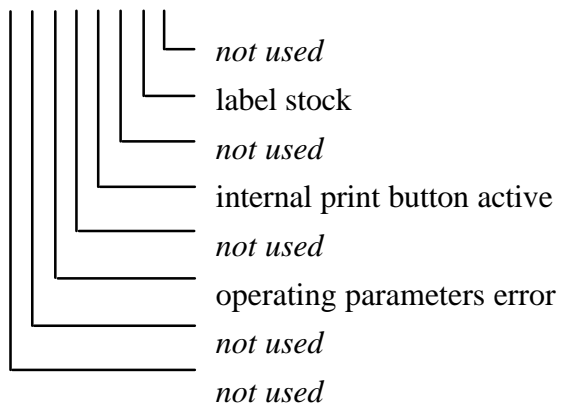 not used
label stock
not used
internal print button active
not used
operating parameters error
not used
not used